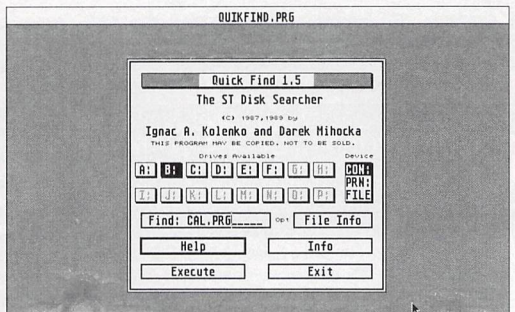 QUIKFIND.PRG
Quick Find 1.5
The ST Disk Searcher
(C) 1987,1989 by
Ignac A. Kolenko and Darek Mihocka
THIS PROGRAM MAY BE COPIED, NOT TO BE SOLD.
Drives Available Device
A: B: C: D: E: F: G: H: CON:
PRN:
I: J: K: L: M: N: O: P: FILE
Find: CAL.PRG_____ Opt File Info
Help Info
Execute Exit